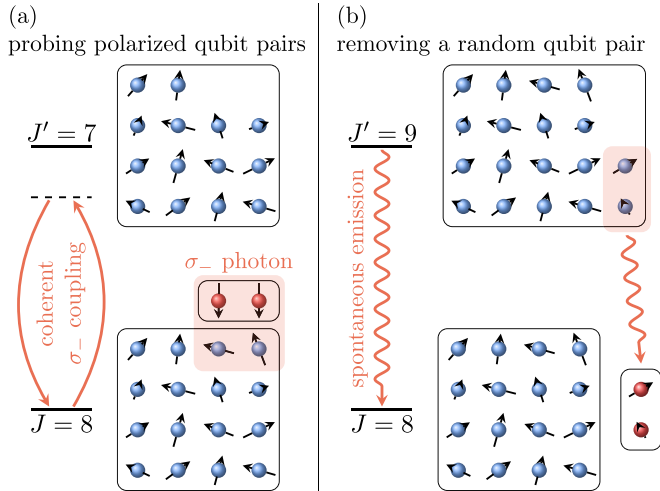 (a)
probing polarized qubit pairs
J′ = 7
coherent
σ₋ coupling
σ₋ photon
J = 8
(b)
removing a random qubit pair
J′ = 9
spontaneous emission
J = 8